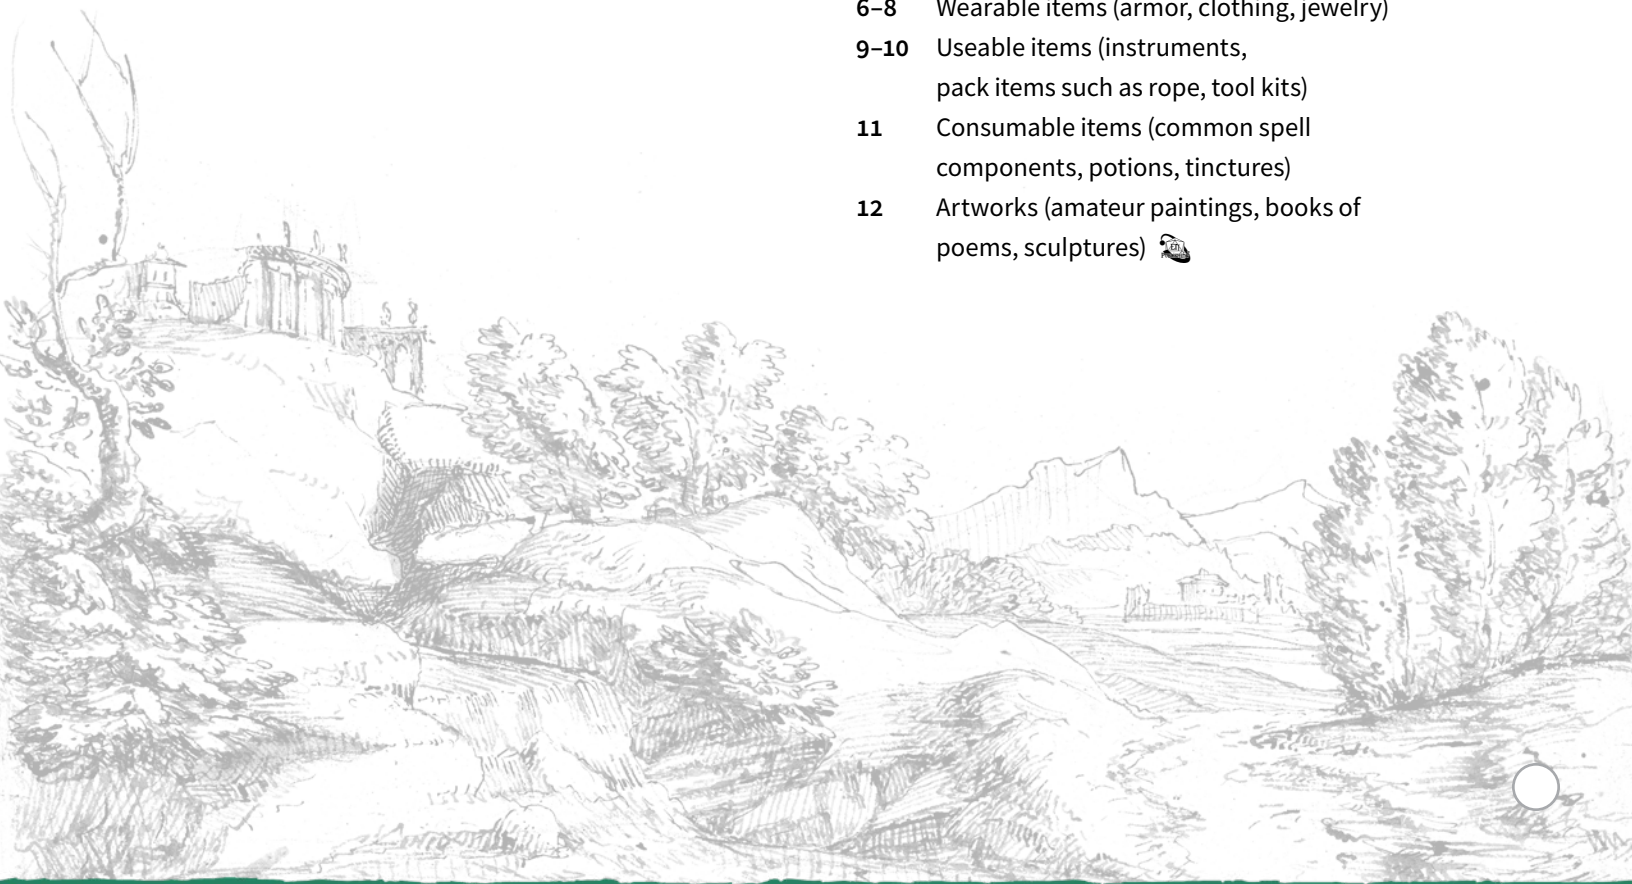 6–8 Wearable items (armor, clothing, jewelry)
9–10 Useable items (instruments,
pack items such as rope, tool kits)
11 Consumable items (common spell
components, potions, tinctures)
12 Artworks (amateur paintings, books of
poems, sculptures)